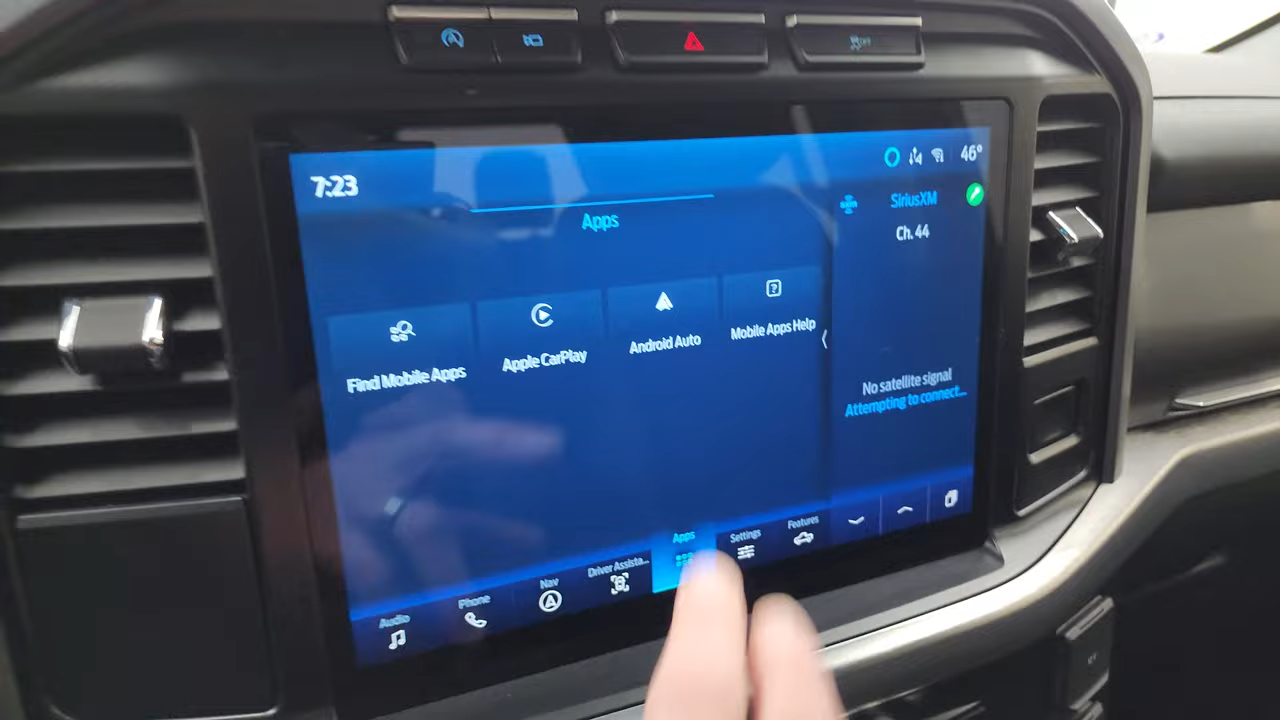 OFF
7:23
46°
Apps
SiriusXM
Ch. 44
Find Mobile Apps
Apple CarPlay
Android Auto
Mobile Apps Help
No satellite signal
Attempting to connect...
Audio
Phone
Nav
Driver Assista...
Apps
Settings
Features